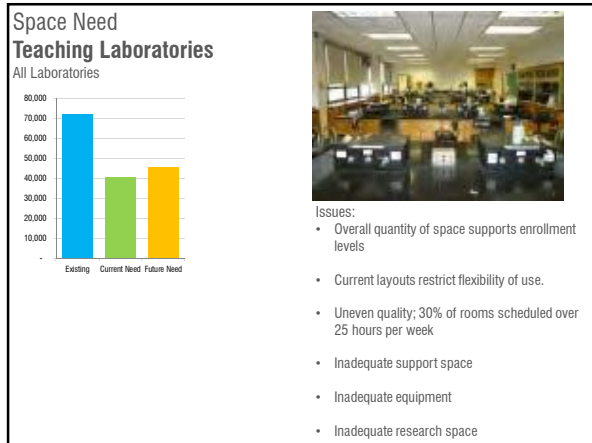 Space Need
Teaching Laboratories
All Laboratories
80,000
70,000
60,000
50,000
40,000
30,000
20,000
10,000
-
Existing Current Need Future Need
Issues:
• Overall quantity of space supports enrollment
levels
• Current layouts restrict flexibility of use.
• Uneven quality; 30% of rooms scheduled over
25 hours per week
• Inadequate support space
• Inadequate equipment
• Inadequate research space